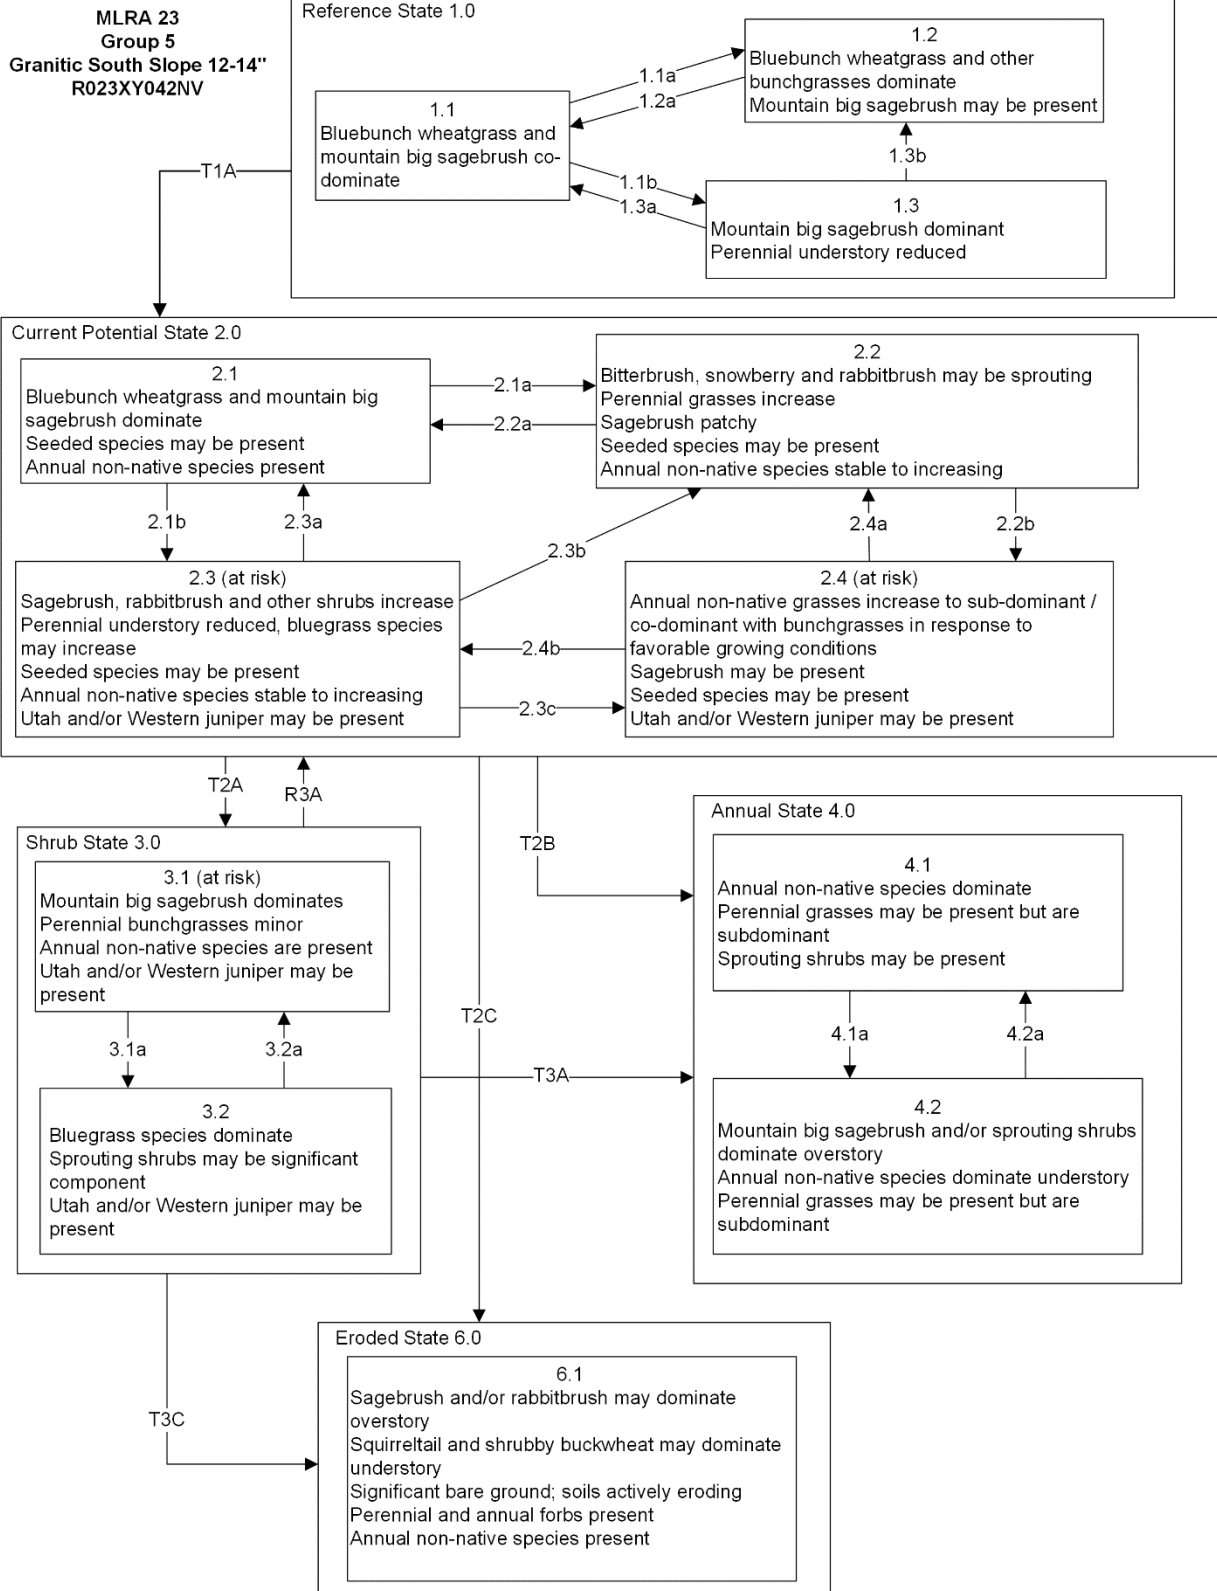 MLRA 23
Group 5
Granitic South Slope 12-14"
R023XY042NV
Reference State 1.0
1.1
Bluebunch wheatgrass and
mountain big sagebrush co-
dominate
1.1a
1.2a
1.2
Bluebunch wheatgrass and other
bunchgrasses dominate
Mountain big sagebrush may be present
1.3b
1.1b
1.3a
1.3
Mountain big sagebrush dominant
Perennial understory reduced
T1A
Current Potential State 2.0
2.1
Bluebunch wheatgrass and mountain big
sagebrush dominate
Seeded species may be present
Annual non-native species present
2.1a
2.2a
2.2
Bitterbrush, snowberry and rabbitbrush may be sprouting
Perennial grasses increase
Sagebrush patchy
Seeded species may be present
Annual non-native species stable to increasing
2.1b
2.3a
2.3b
2.4a
2.2b
2.3 (at risk)
Sagebrush, rabbitbrush and other shrubs increase
Perennial understory reduced, bluegrass species
may increase
Seeded species may be present
Annual non-native species stable to increasing
Utah and/or Western juniper may be present
2.4b
2.3c
2.4 (at risk)
Annual non-native grasses increase to sub-dominant /
co-dominant with bunchgrasses in response to
favorable growing conditions
Sagebrush may be present
Seeded species may be present
Utah and/or Western juniper may be present
T2A
R3A
T2B
T2C
Shrub State 3.0
3.1 (at risk)
Mountain big sagebrush dominates
Perennial bunchgrasses minor
Annual non-native species are present
Utah and/or Western juniper may be
present
3.1a
3.2a
3.2
Bluegrass species dominate
Sprouting shrubs may be significant
component
Utah and/or Western juniper may be
present
T3A
Annual State 4.0
4.1
Annual non-native species dominate
Perennial grasses may be present but are
subdominant
Sprouting shrubs may be present
4.1a
4.2a
4.2
Mountain big sagebrush and/or sprouting shrubs
dominate overstory
Annual non-native species dominate understory
Perennial grasses may be present but are
subdominant
T3C
Eroded State 6.0
6.1
Sagebrush and/or rabbitbrush may dominate
overstory
Squirreltail and shrubby buckwheat may dominate
understory
Significant bare ground; soils actively eroding
Perennial and annual forbs present
Annual non-native species present